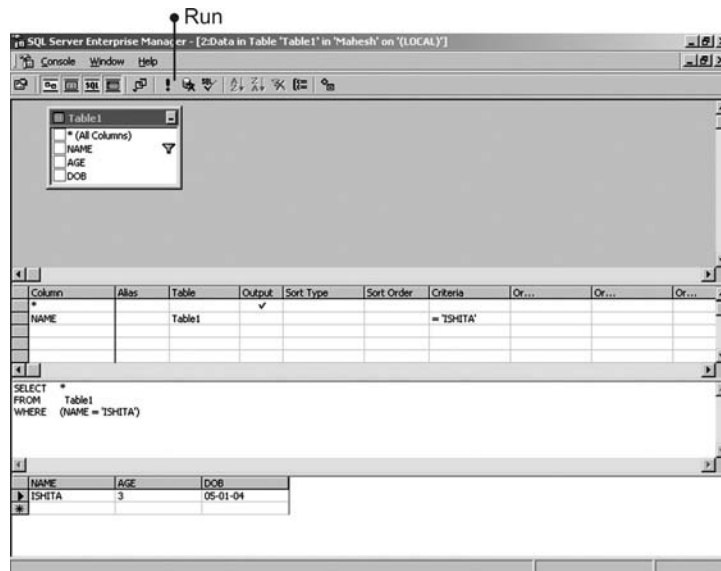 Run
SQL Server Enterprise Manager - [2:Data in Table 'Table1' in 'Mahesh' on '(LOCAL)']
Console Window Help
SQL
Table1
* (All Columns)
NAME
AGE
DOB
Column Alias Table Output Sort Type Sort Order Criteria Or... Or... Or...
*
NAME Table1 = 'ISHITA'
SELECT *
FROM Table1
WHERE (NAME = 'ISHITA')
NAME AGE DOB
ISHITA 3 05-01-04